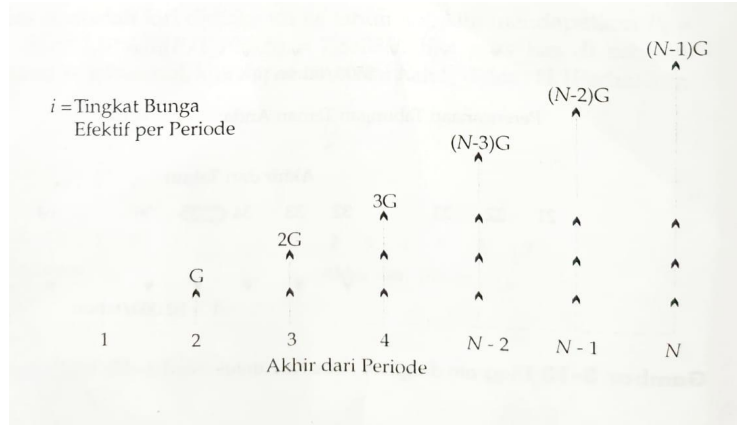 (N-1)G
(N-2)G
i =Tingkat Bunga
Efektif per Periode
(N-3)G
3G
2G
G
1 2 3 4 N - 2 N - 1 N
Akhir dari Periode